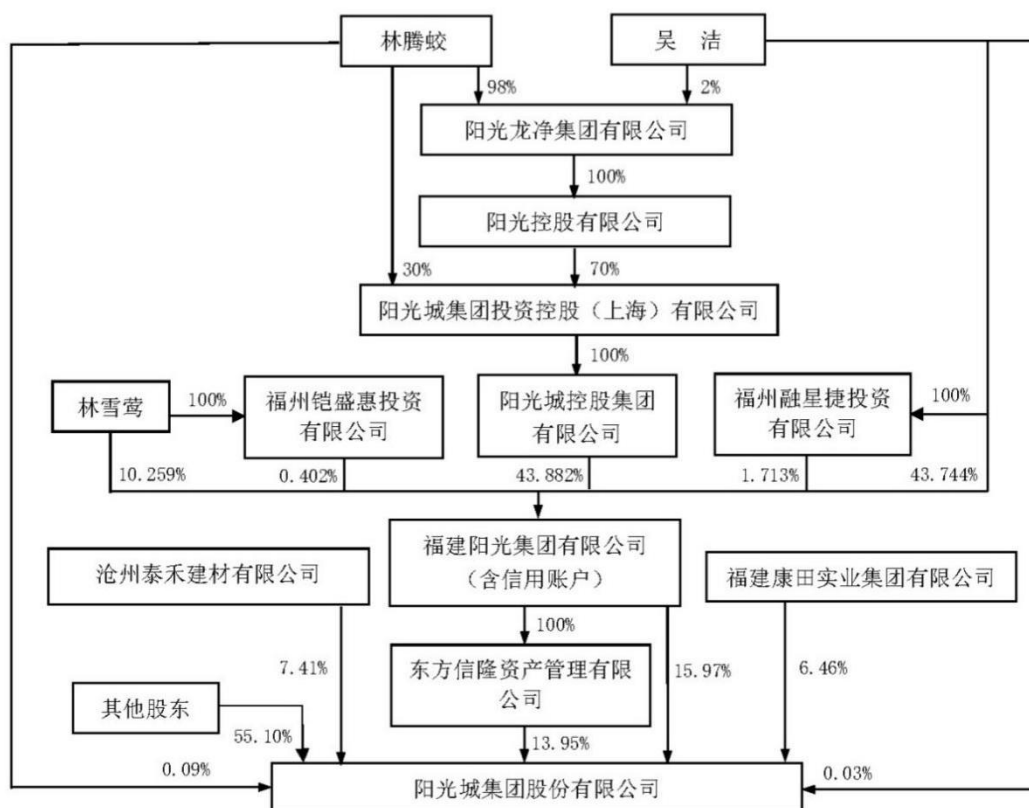 林腾蛟
吴 洁
98%
2%
阳光龙净集团有限公司
100%
阳光控股有限公司
30%
70%
阳光城集团投资控股（上海）有限公司
100%
林雪莺
100%
福州铠盛惠投资
有限公司
阳光城控股集团
有限公司
福州融星捷投资
有限公司
100%
10.259%
0.402%
43.882%
1.713%
43.744%
沧州泰禾建材有限公司
福建阳光集团有限公司
（含信用账户）
福建康田实业集团有限公司
100%
7.41%
东方信隆资产管理有限
公司
15.97%
6.46%
其他股东
55.10%
13.95%
0.09%
阳光城集团股份有限公司
0.03%